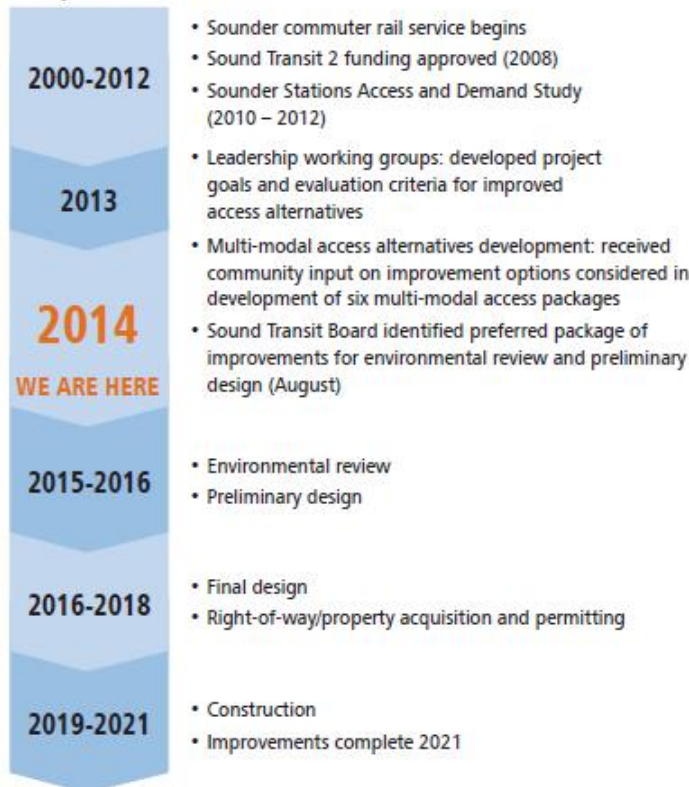 2000-2012
• Sounder commuter rail service begins
• Sound Transit 2 funding approved (2008)
• Sounder Stations Access and Demand Study
(2010 – 2012)
2013
• Leadership working groups: developed project
goals and evaluation criteria for improved
access alternatives
2014
WE ARE HERE
• Multi-modal access alternatives development: received
community input on improvement options considered in
development of six multi-modal access packages
• Sound Transit Board identified preferred package of
improvements for environmental review and preliminary
design (August)
2015-2016
• Environmental review
• Preliminary design
2016-2018
• Final design
• Right-of-way/property acquisition and permitting
2019-2021
• Construction
• Improvements complete 2021